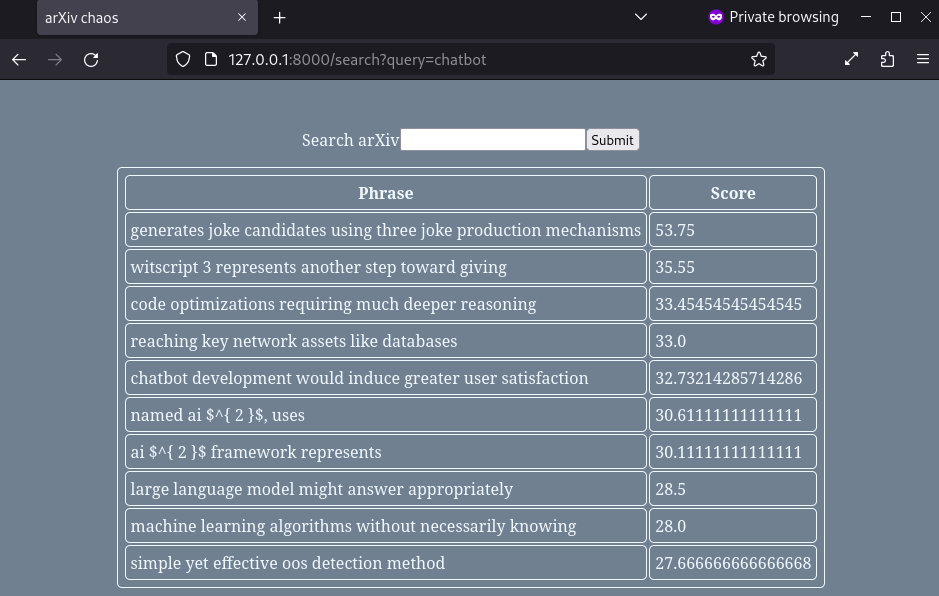 arXiv chaos
Private browsing
127.0.0.1:8000/search?query=chatbot
Search arXiv Submit
Phrase Score
generates joke candidates using three joke production mechanisms 53.75
witscript 3 represents another step toward giving 35.55
code optimizations requiring much deeper reasoning 33.45454545454545
reaching key network assets like databases 33.0
chatbot development would induce greater user satisfaction 32.73214285714286
named ai $^{ 2 }$, uses 30.61111111111111
ai $^{ 2 }$ framework represents 30.11111111111111
large language model might answer appropriately 28.5
machine learning algorithms without necessarily knowing 28.0
simple yet effective oos detection method 27.666666666666668